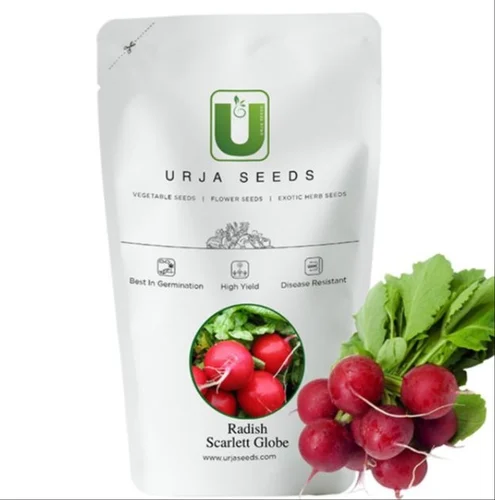 U
URJA SEEDS
VEGETABLE SEEDS | FLOWER SEEDS | EXOTIC HERB SEEDS
Best In Germination
High Yield
Disease Resistant
Radish
Scarlett Globe
www.urjaseeds.com